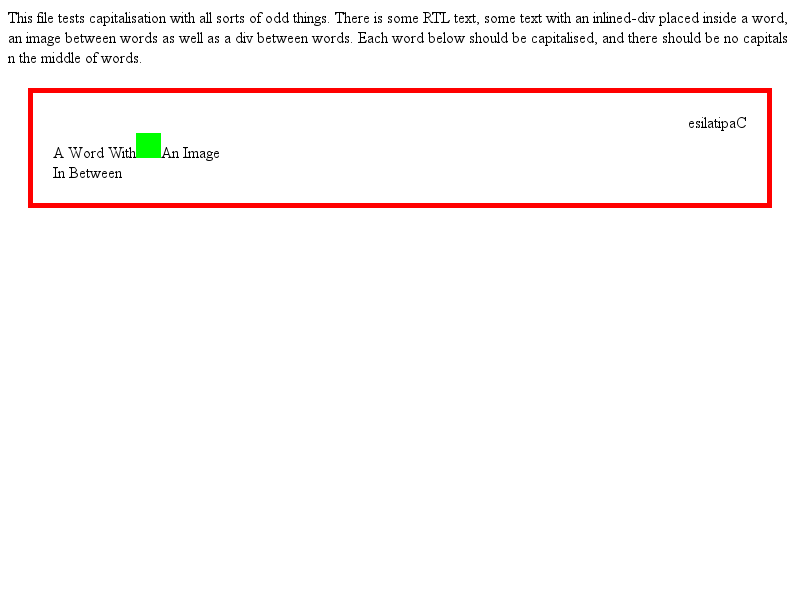 This file tests capitalisation with all sorts of odd things. There is some RTL text, some text with an inlined-div placed inside a word,
an image between words as well as a div between words. Each word below should be capitalised, and there should be no capitals
n the middle of words.
esilatipaC
A Word With An Image
In Between